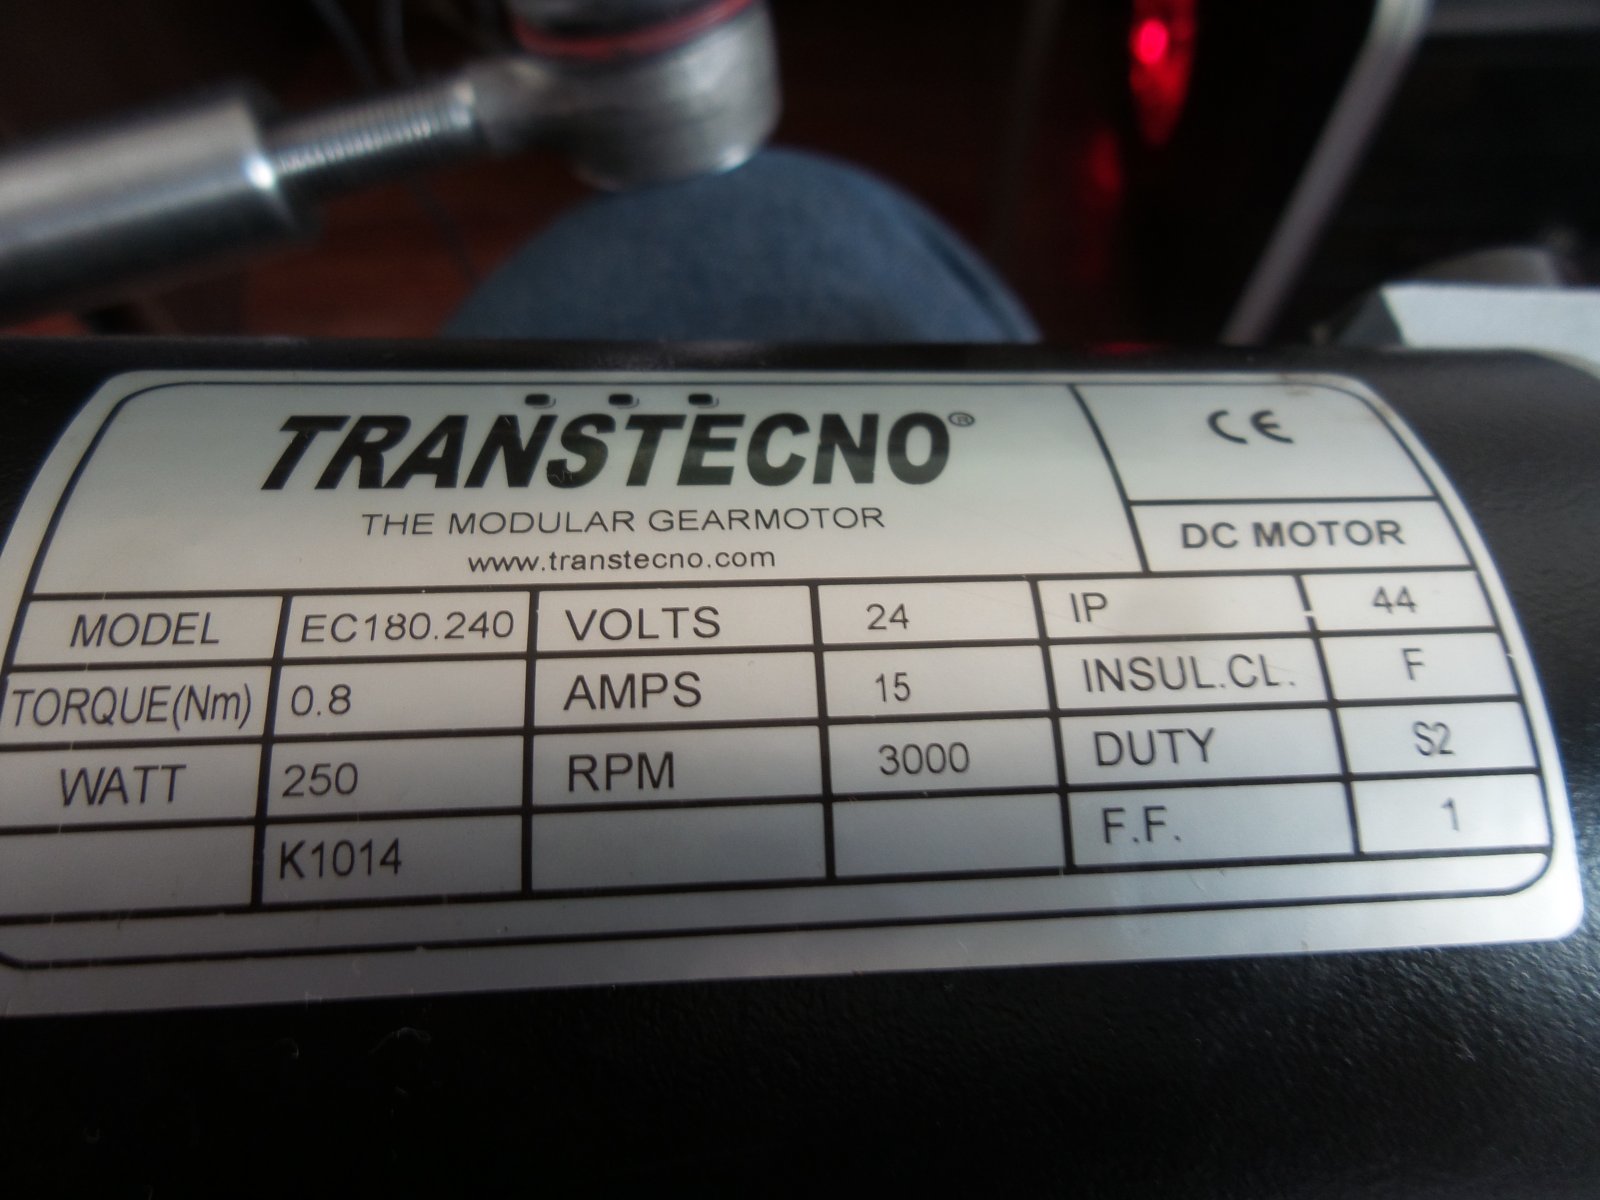 TRANSTECNO®
THE MODULAR GEARMOTOR
www.transtecno.com
CE
DC MOTOR
MODEL EC180.240 VOLTS 24 IP 44
TORQUE(Nm) 0.8 AMPS 15 INSUL.CL. F
WATT 250 RPM 3000 DUTY S2
K1014 F.F. 1